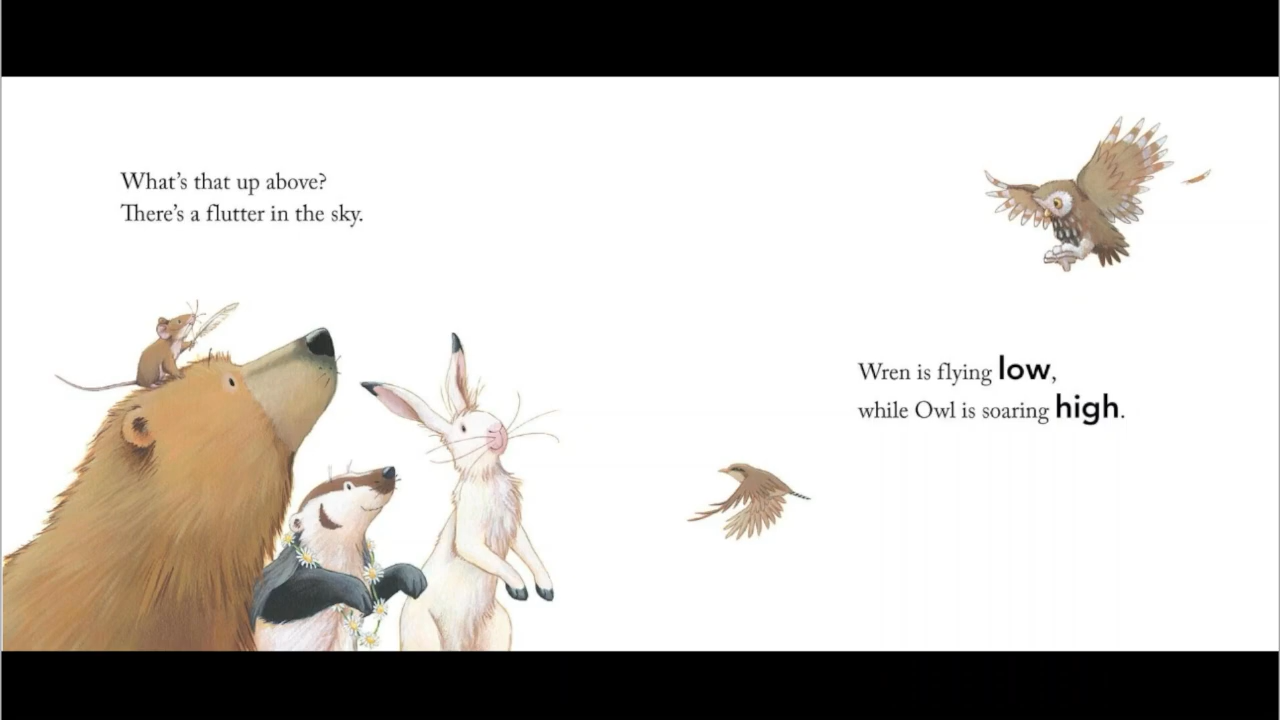 What's that up above?
There's a flutter in the sky.
Wren is flying low,
while Owl is soaring high.